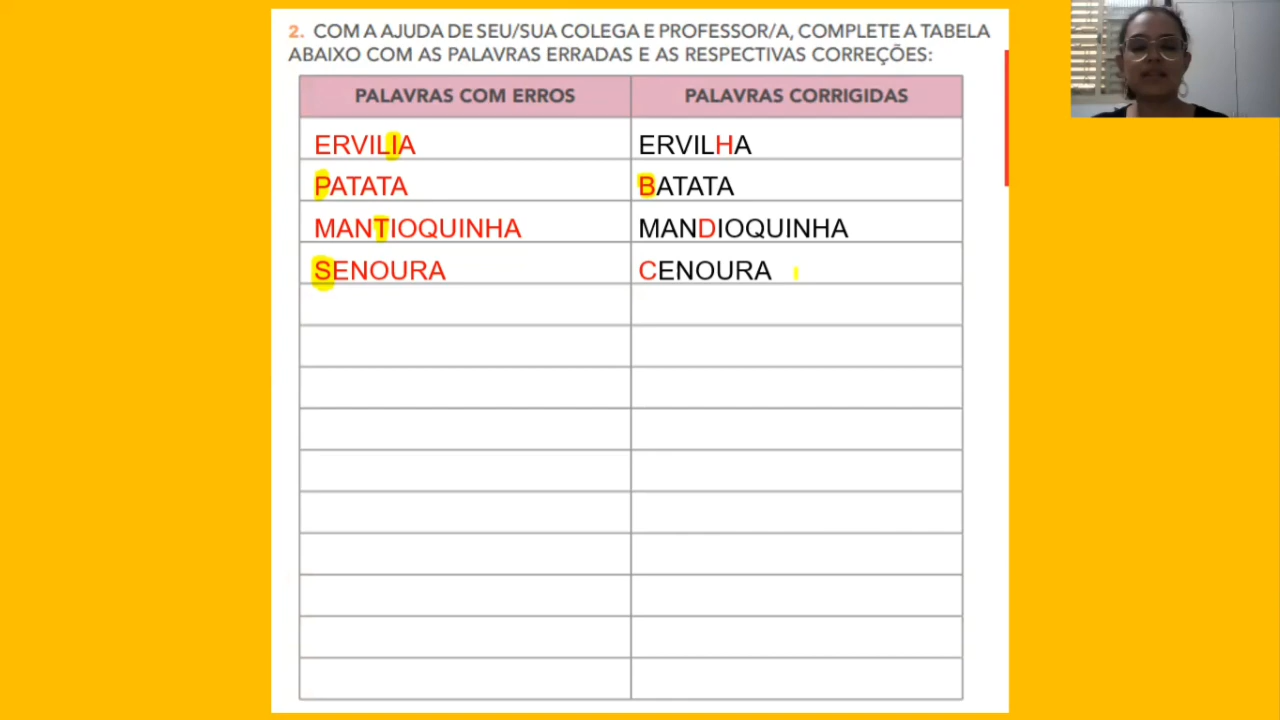 2. COM A AJUDA DE SEU/SUA COLEGA E PROFESSOR/A, COMPLETE A TABELA
ABAIXO COM AS PALAVRAS ERRADAS E AS RESPECTIVAS CORREÇÕES:
PALAVRAS COM ERROS PALAVRAS CORRIGIDAS
ERVILIA ERVILHA
PATATA BATATA
MANTIOQUINHA MANDIOQUINHA
SENOURA CENOURA